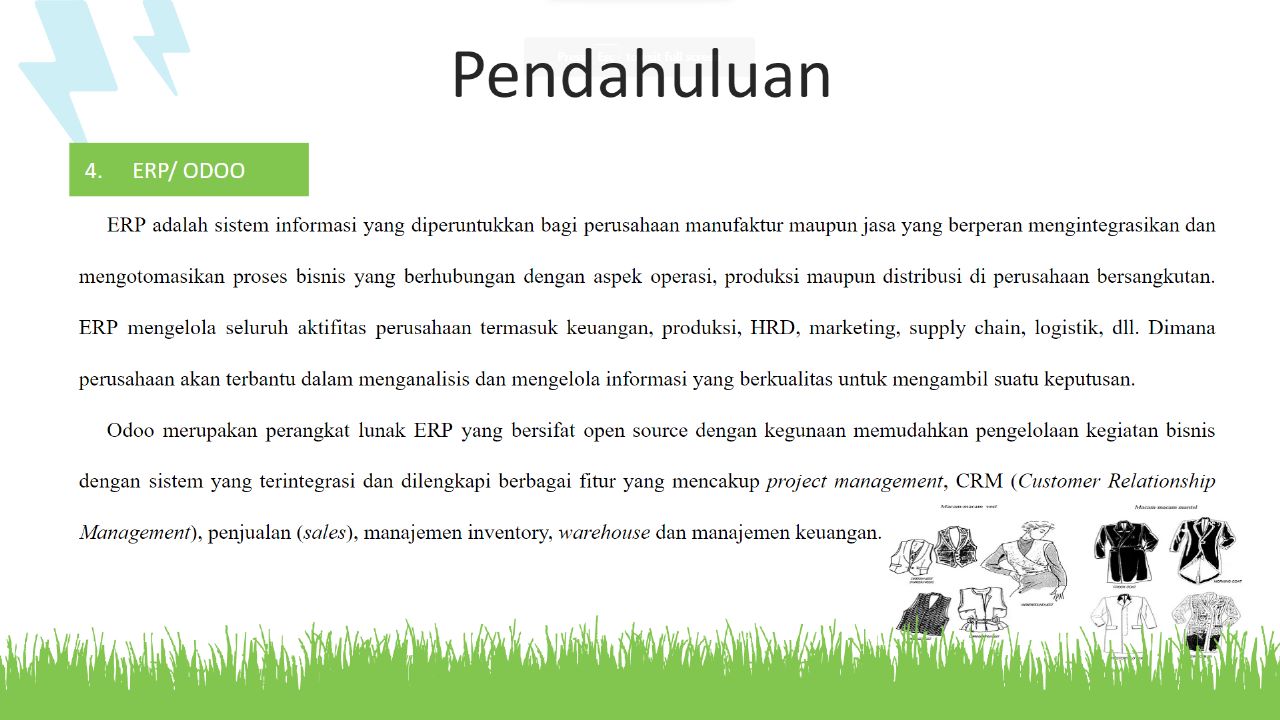 Pendahuluan
4. ERP/ ODOO
ERP adalah sistem informasi yang diperuntukkan bagi perusahaan manufaktur maupun jasa yang berperan mengintegrasikan dan
mengotomasikan proses bisnis yang berhubungan dengan aspek operasi, produksi maupun distribusi di perusahaan bersangkutan.
ERP mengelola seluruh aktifitas perusahaan termasuk keuangan, produksi, HRD, marketing, supply chain, logistik, dll. Dimana
perusahaan akan terbantu dalam menganalisis dan mengelola informasi yang berkualitas untuk mengambil suatu keputusan.
Odoo merupakan perangkat lunak ERP yang bersifat open source dengan kegunaan memudahkan pengelolaan kegiatan bisnis
dengan sistem yang terintegrasi dan dilengkapi berbagai fitur yang mencakup project management, CRM (Customer Relationship
Management), penjualan (sales), manajemen inventory, warehouse dan manajemen keuangan.
Macam-macam vest
Macam-macam mantel
MORNING COAT